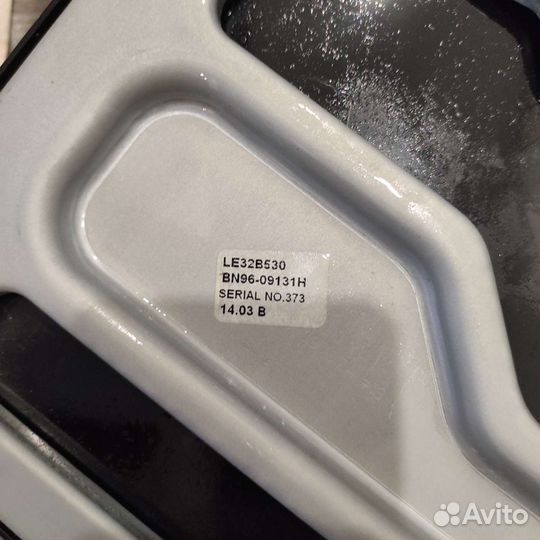 LE32B530
BN96-09131H
SERIAL NO.373
14.03 B
Avito